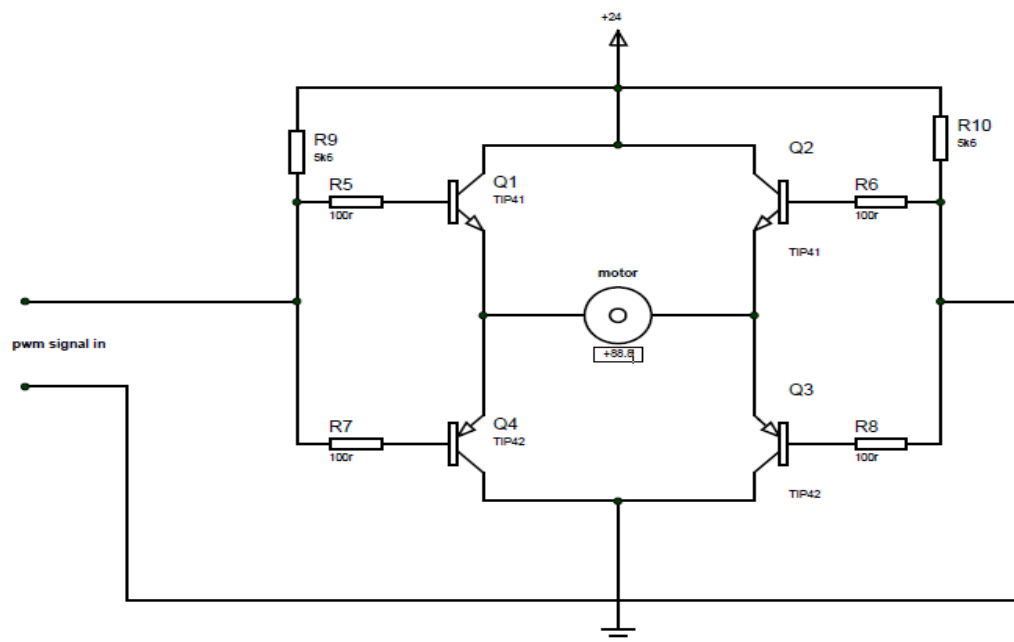 +24
R9
5k6
R10
5k6
Q2
R5
100r
Q1
TIP41
R6
100r
TIP41
motor
pwm signal in
+88.8
Q3
R7
100r
Q4
TIP42
R8
100r
TIP42